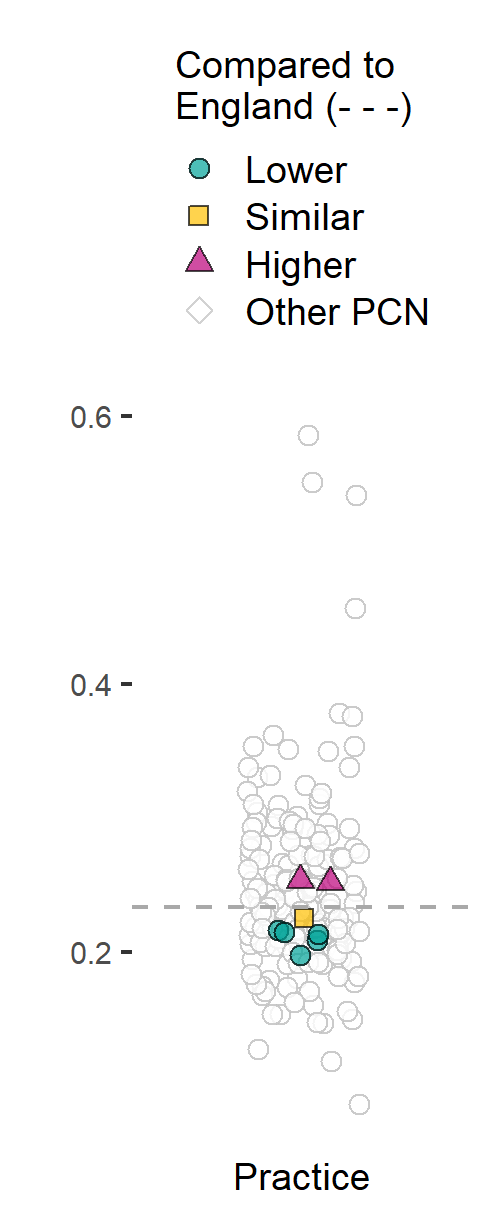 Compared to
England (- - -)
Lower
Similar
Higher
Other PCN
0.6
0.4
0.2
Practice